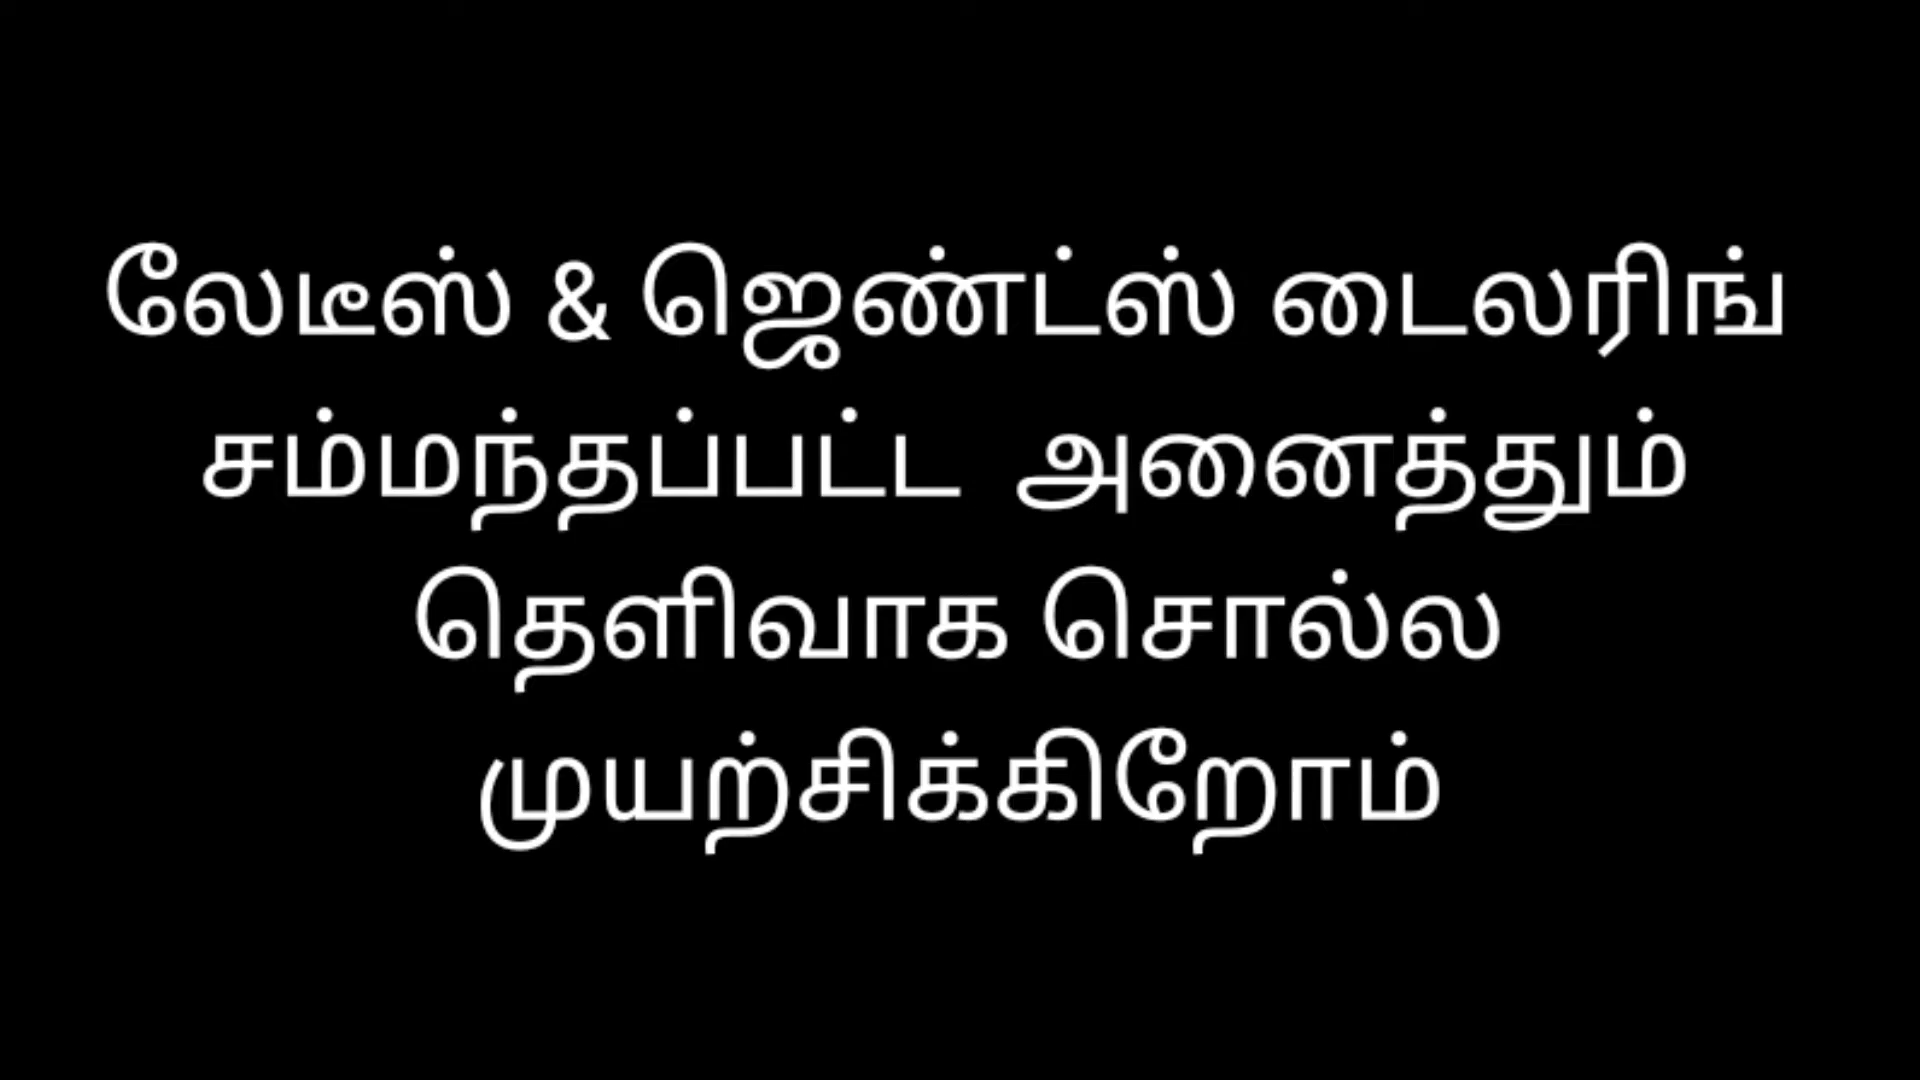 லேடீஸ் & ஜெண்ட்ஸ் டைலரிங்
சம்மந்தப்பட்ட அனைத்தும்
தெளிவாக சொல்ல
முயற்சிக்கிறோம்